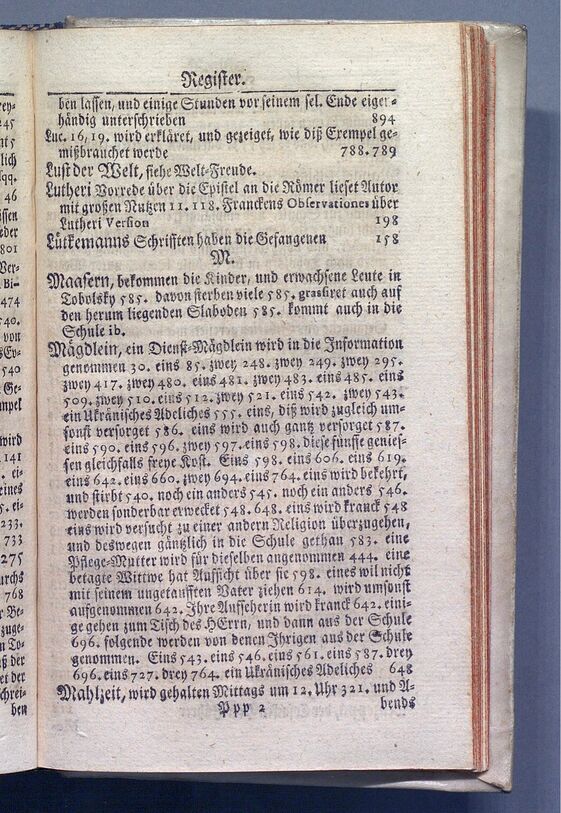 Register.
ben lassen, und einige Stunden vor seinem sel. Ende eigen-
händig unterschrieben 894
Luc. 16, 19. wird erkläret, und gezeiget, wie diß Exempel ge-
mißbrauchet werde 788. 789
Lust der Welt, siehe Welt-Freude.
Lutheri Vorrede über die Epistel an die Römer lieset Autor
mit großen Nutzen 11. 118. Franckens Observationes über
Lutheri Version 198
Lütkemanns Schrifften haben die Gefangenen 158
M.
Maasern, bekommen die Kinder, und erwachsene Leute in
Tobolsky 585. davon sterben viele 585. grassiret auch auf
den herum liegenden Slaboden 585. kommt auch in die
Schule ib.
Mägdlein, ein Dienst-Mägdlein wird in die Information
genommen 30. eins 85. zwey 248. zwey 249. zwey 295.
zwey 417. zwey 480. eins 481. zwey 483. eins 485. eins
509. zwey 510. eins 512. zwey 521. eins 542. zwey 543.
ein Ukränisches Adeliches 555. eins, diß wird zugleich um-
sonst versorget 586. eins wird auch gantz versorget 587.
eins 590. eins 596. zwey 597. eins 598. diese fünffe genies-
sen gleichfalls freye Kost. Eins 598. eins 606. eins 619.
eins 642. eins 660. zwey 694. eins 764. eins wird bekehrt,
und stirbt 540. noch ein anders 545. noch ein anders 546.
werden sonderbar erwecket 548. 648. eins wird kranck 548
eins wird versucht zu einer andern Religion überzugehen,
und deswegen gäntzlich in die Schule gethan 583. eine
Pflege-Mutter wird für dieselben angenommen 444. eine
betagte Wittwe hat Aufsicht über sie 598. eines wil nicht
mit seinem ungetaufften Vater ziehen 614. wird umsonst
aufgenommen 642. Ihre Aufseherin wird kranck 642. eini-
ge gehen zum Tisch des HErrn, und dann aus der Schule
696. folgende werden von denen Ihrigen aus der Schule
genommen. Eins 543. eins 546. eins 561. eins 587. drey
696. eins 727. drey 764. ein Ukränisches Adeliches 648
Mahlzeit, wird gehalten Mittags um 12. Uhr 321. und A-
Ppp 2 bends